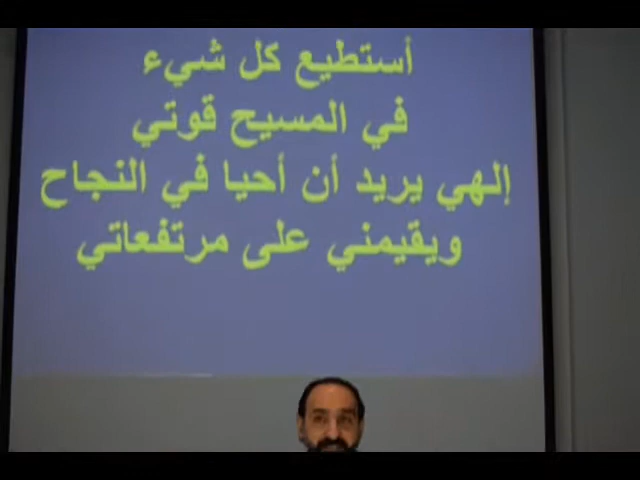 أستطيع كل شيء
في المسيح قوتي
إلهي يريد أن أحيا في النجاح
ويقيمني على مرتفعاتي